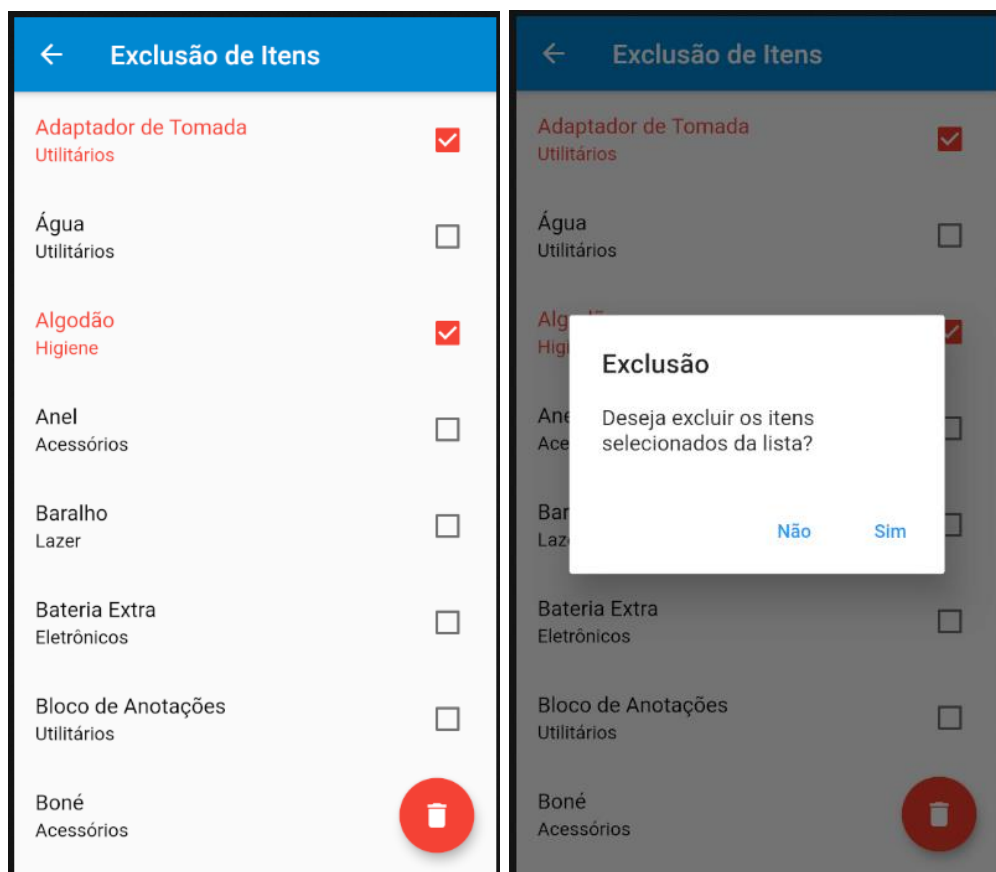 Exclusão de Itens
Adaptador de Tomada
Utilitários
Água
Utilitários
Algodão
Higiene
Anel
Acessórios
Baralho
Lazer
Bateria Extra
Eletrônicos
Bloco de Anotações
Utilitários
Boné
Acessórios
Exclusão de Itens
Adaptador de Tomada
Utilitários
Água
Utilitários
Exclusão
Deseja excluir os itens
selecionados da lista?
Não Sim
Bateria Extra
Eletrônicos
Bloco de Anotações
Utilitários
Boné
Acessórios